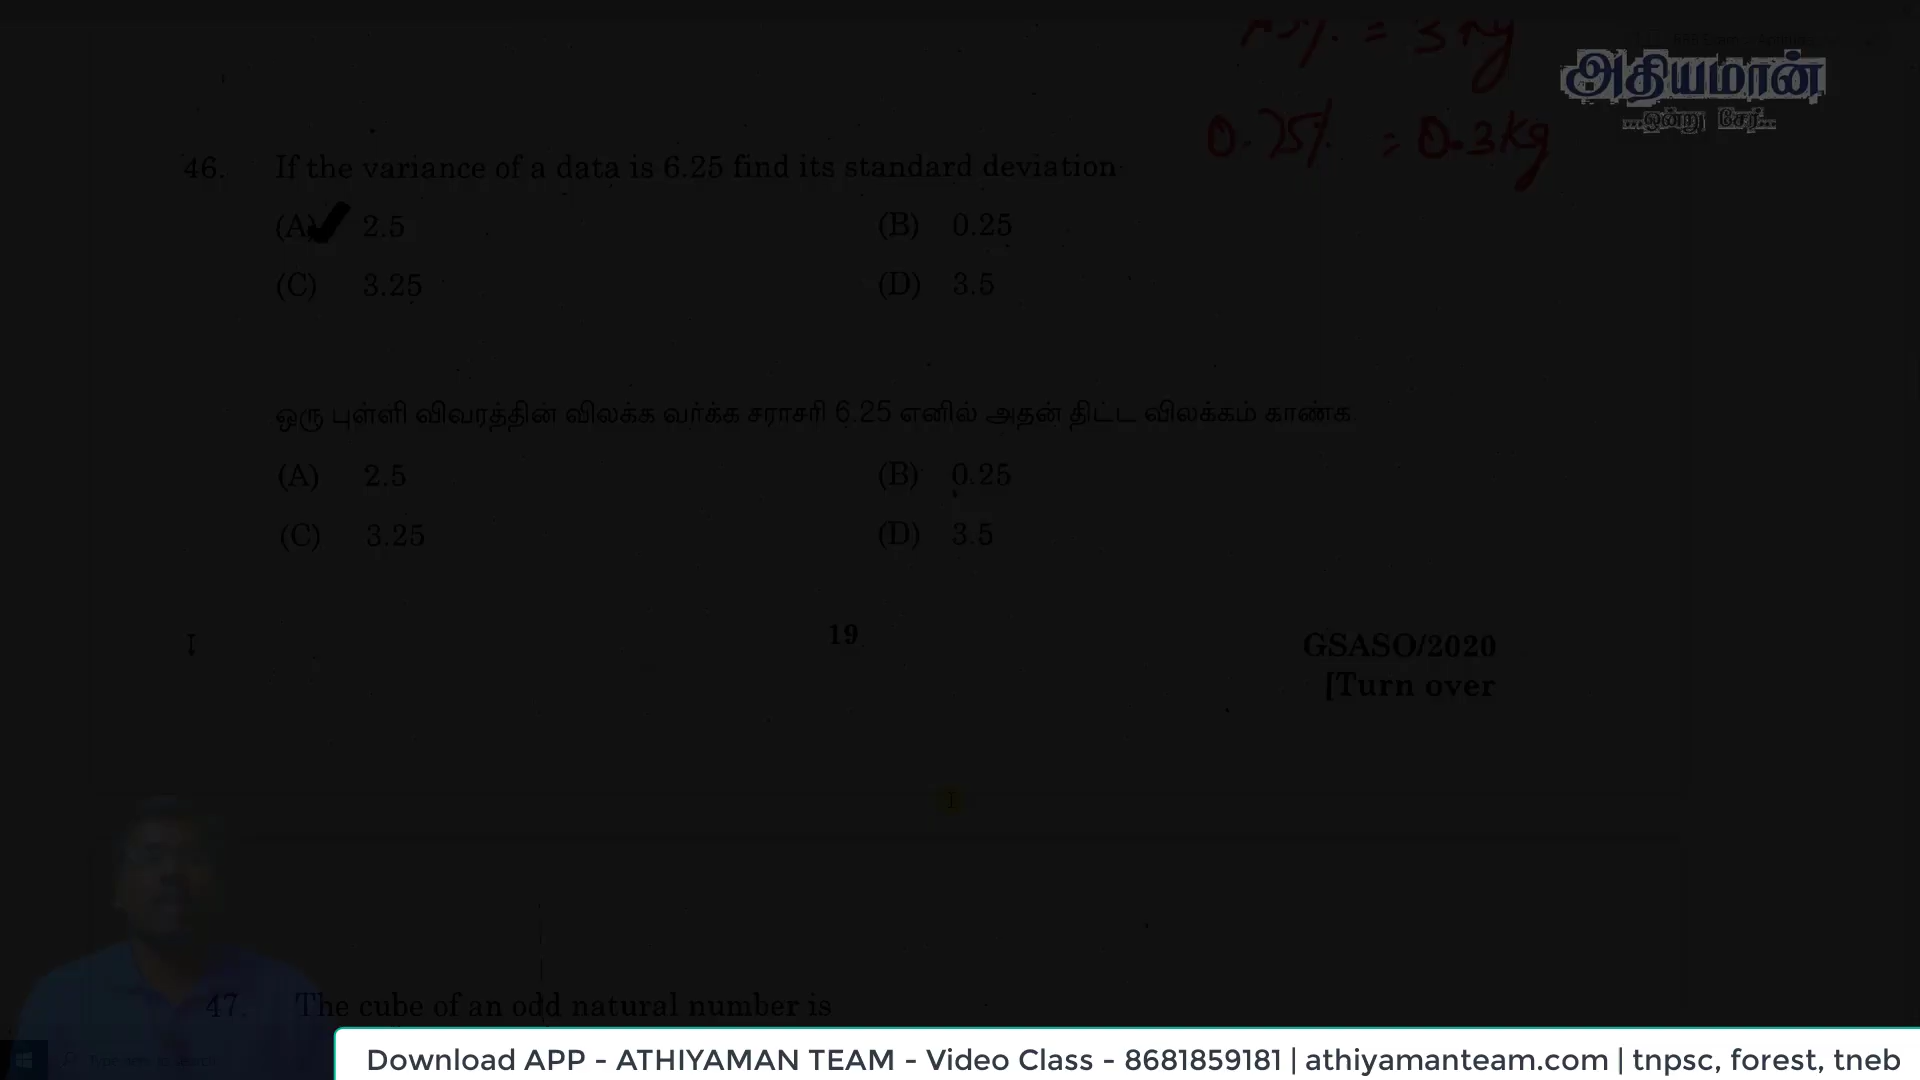 = 3 kg
அதியமான்
...ஒன்று சேர்...
0.75% = 0.3kg
46. If the variance of a data is 6.25 find its standard deviation
(A) 2.5 (B) 0.25
(C) 3.25 (D) 3.5
ஒரு புள்ளி விவரத்தின் விலக்க வர்க்க சராசரி 6.25 எனில் அதன் திட்ட விலக்கம் காண்க
(A) 2.5 (B) 0.25
(C) 3.25 (D) 3.5
19
GSASO/2020
[Turn over
47. The cube of an odd natural number is
Download APP - ATHIYAMAN TEAM - Video Class - 8681859181 | athiyamanteam.com | tnpsc, forest, tneb